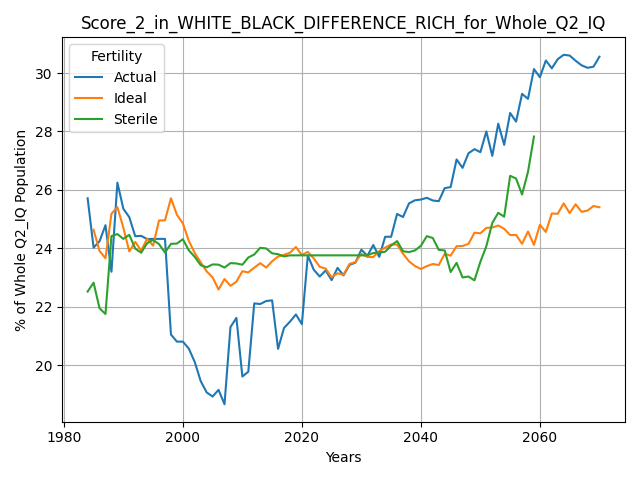 Score_2_in_WHITE_BLACK_DIFFERENCE_RICH_for_Whole_Q2_IQ
Fertility
Actual
Ideal
Sterile
% of Whole Q2_IQ Population
30
28
26
24
22
20
1980
2000
2020
2040
2060
Years